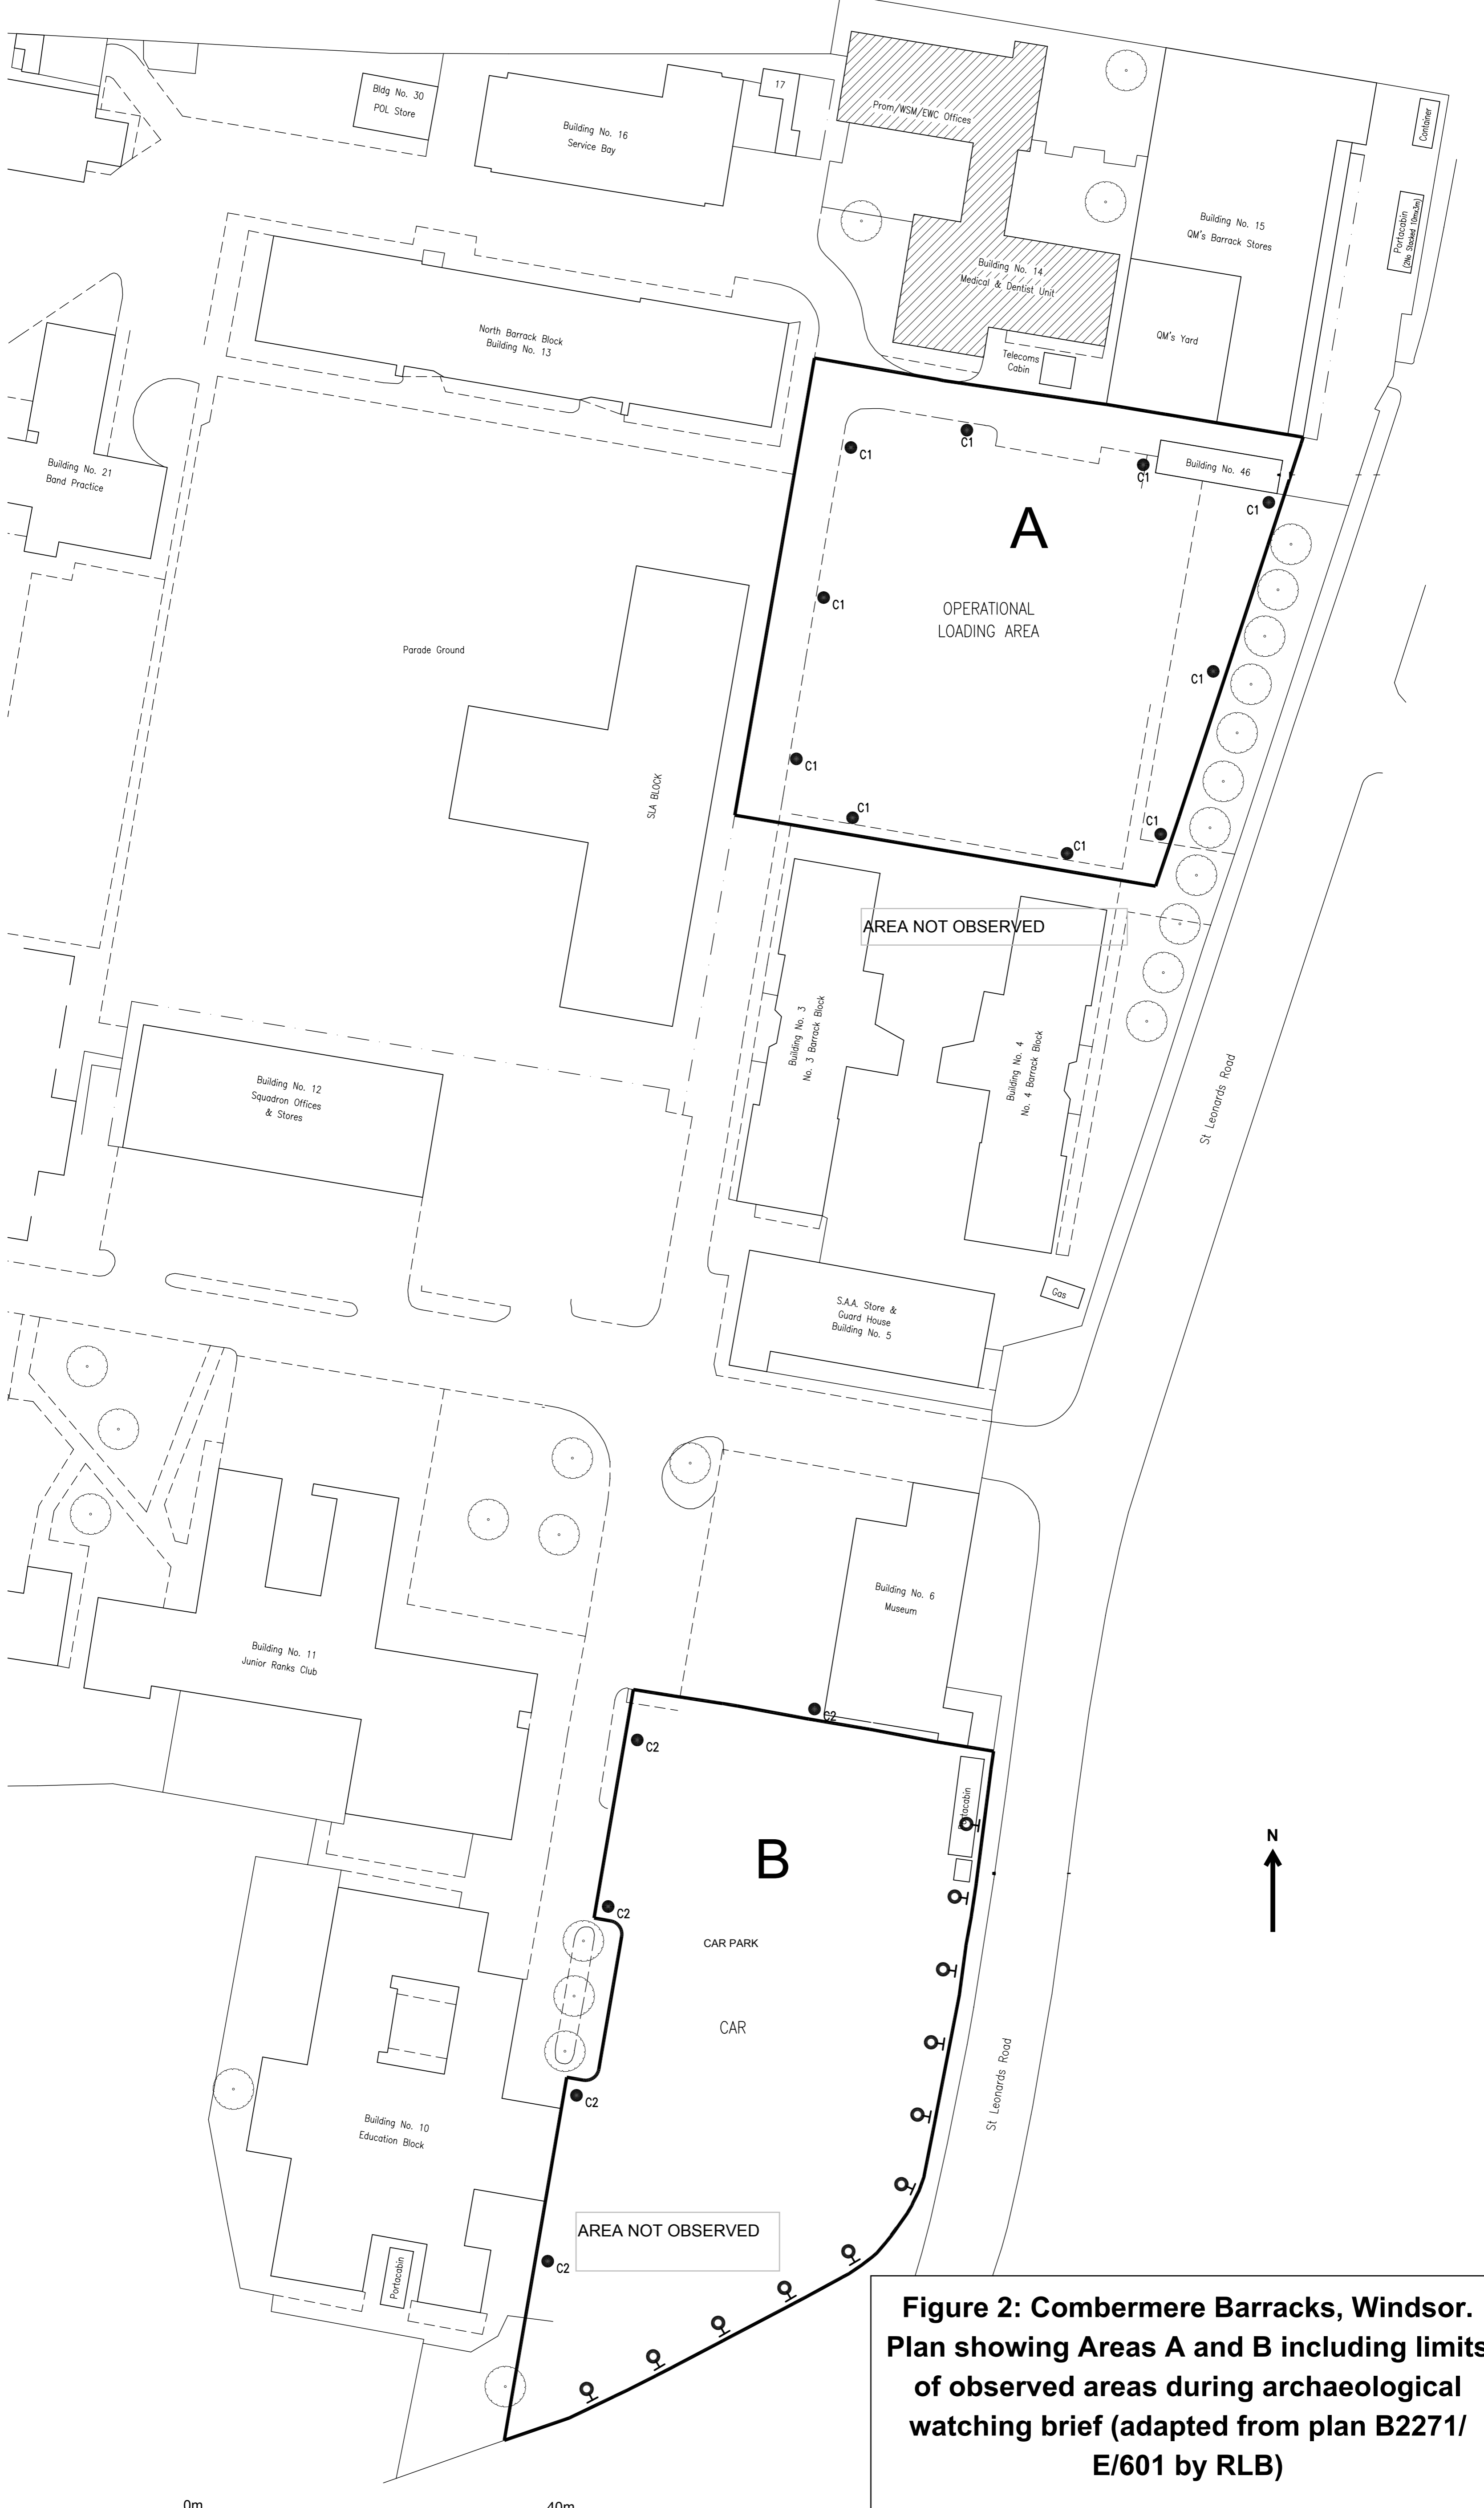 Bldg No. 30
POL Store
Building No. 16
Service Bay
17
Prom/WSM/EWC Offices
Container
Portacabin
(2No Stacked 10mx3m)
Building No. 15
QM's Barrack Stores
Building No. 14
Medical & Dentist Unit
QM's Yard
Telecoms
Cabin
North Barrack Block
Building No. 13
Building No. 21
Band Practice
C1
C1
C1
C1
Building No. 46
A
OPERATIONAL
LOADING AREA
C1
C1
C1
C1
C1
C1
Parade Ground
SLA BLOCK
AREA NOT OBSERVED
Building No. 3
No. 3 Barrack Block
Building No. 4
No. 4 Barrack Block
St Leonards Road
Building No. 12
Squadron Offices
& Stores
Gas
S.A.A. Store &
Guard House
Building No. 5
Building No. 6
Museum
Building No. 11
Junior Ranks Club
C2
C2
Portacabin
B
N
C2
CAR PARK
CAR
St Leonards Road
C2
Building No. 10
Education Block
AREA NOT OBSERVED
C2
Portacabin
Figure 2: Combermere Barracks, Windsor.
Plan showing Areas A and B including limits
of observed areas during archaeological
watching brief (adapted from plan B2271/
E/601 by RLB)
0m
40m